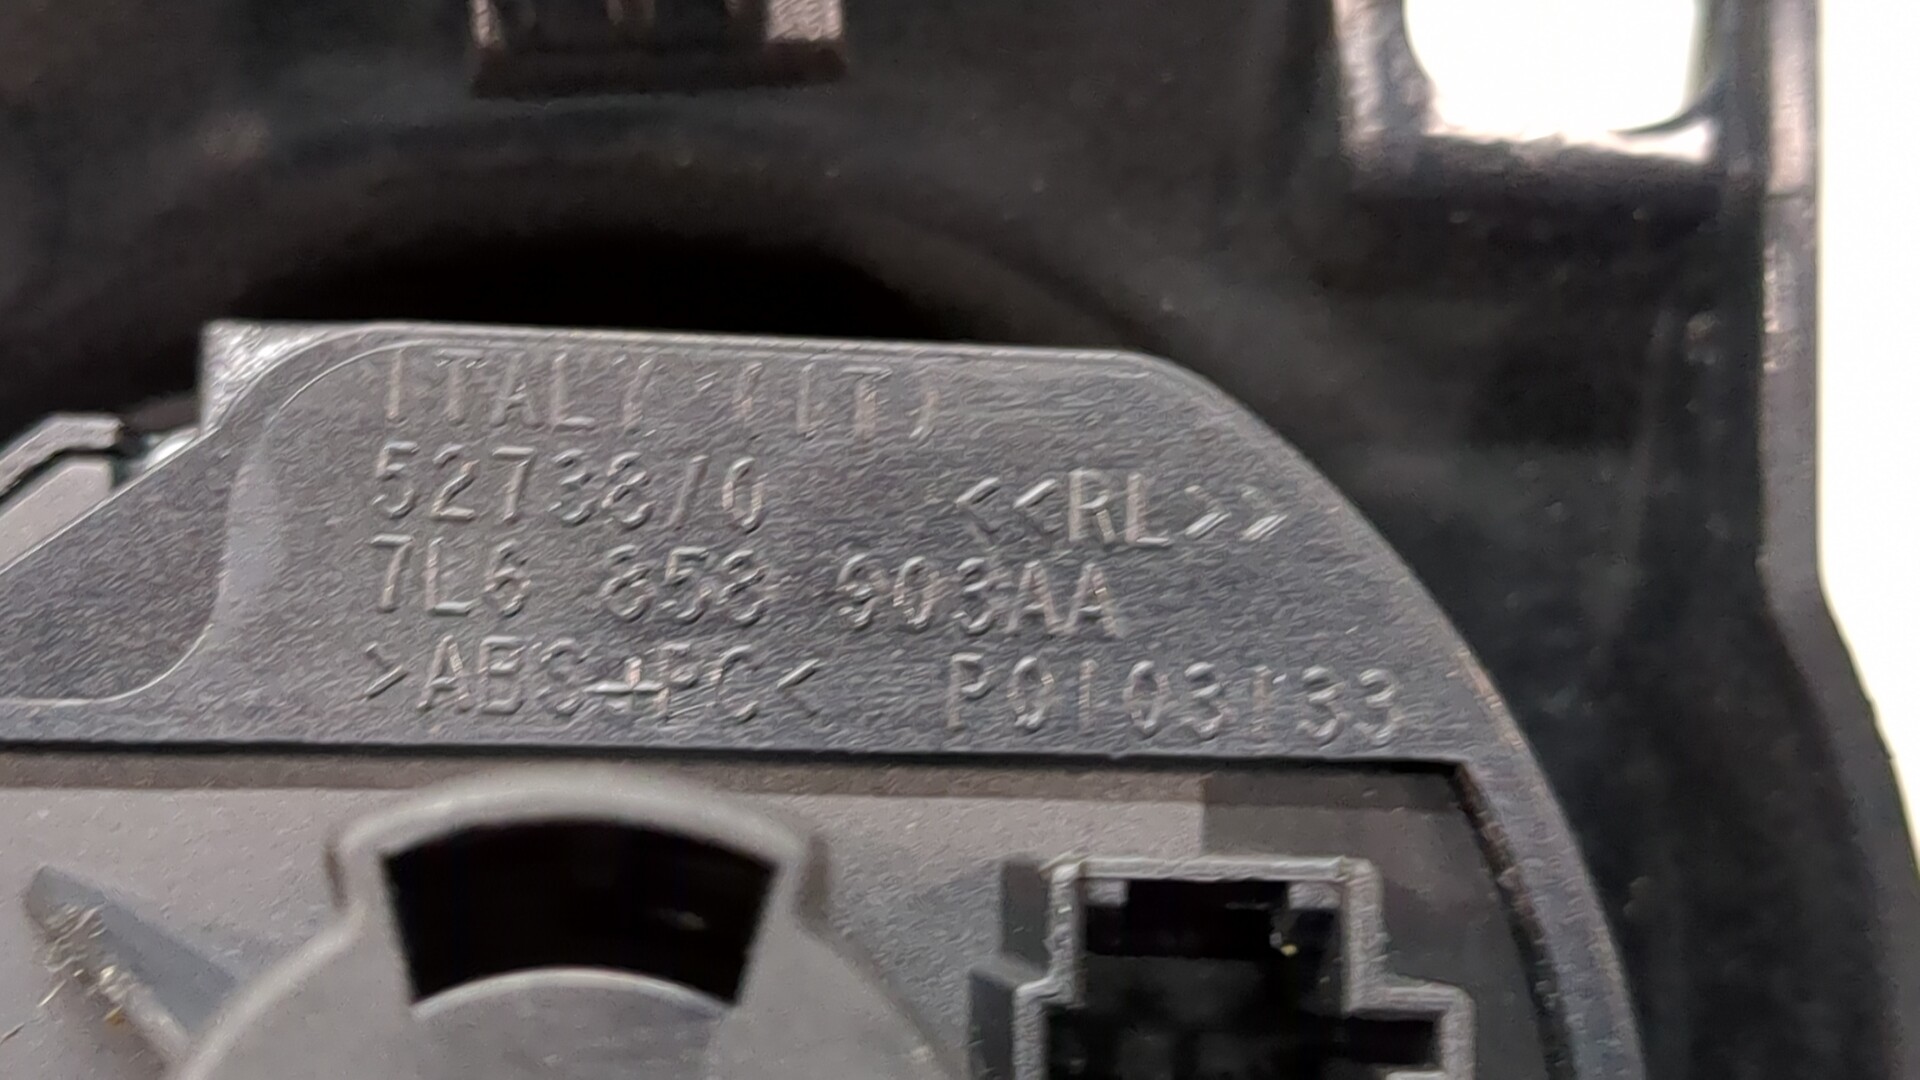 ITALY (IT)
52738/0 <<RL>>
7L6 858 903AA
>ABS+PC< P0103133